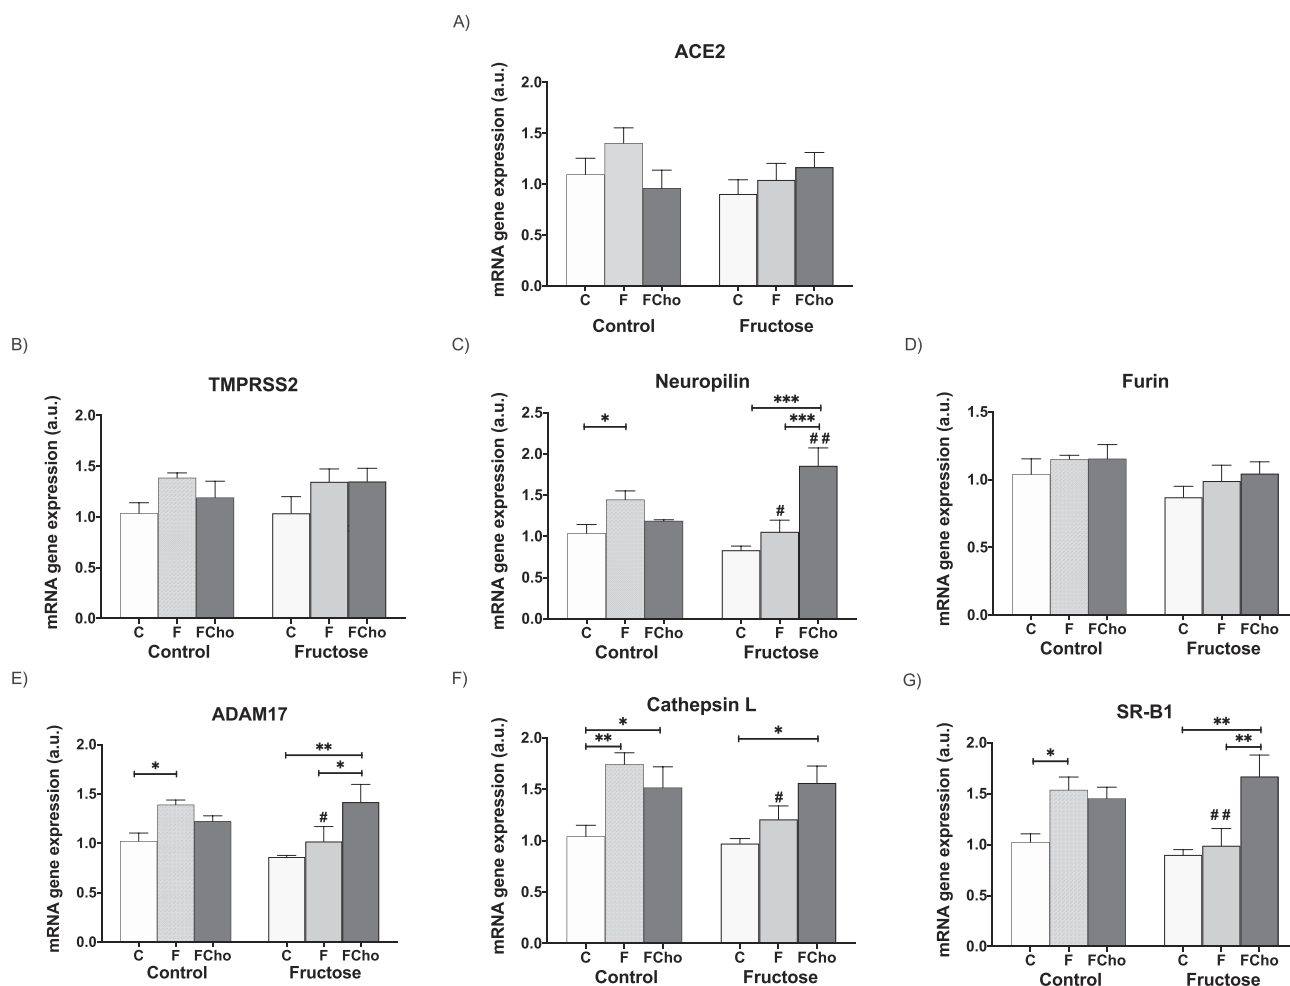 A)
ACE2
mRNA gene expression (a.u.)
2.0
1.5
1.0
0.5
0.0
C F FCho C F FCho
Control Fructose
B)
TMPRSS2
mRNA gene expression (a.u.)
2.0
1.5
1.0
0.5
0.0
C F FCho C F FCho
Control Fructose
C)
Neuropilin
mRNA gene expression (a.u.)
2.5
2.0
1.5
1.0
0.5
0.0
*
***
***
##
#
C F FCho C F FCho
Control Fructose
D)
Furin
mRNA gene expression (a.u.)
1.5
1.0
0.5
0.0
C F FCho C F FCho
Control Fructose
E)
ADAM17
mRNA gene expression (a.u.)
2.0
1.5
1.0
0.5
0.0
*
**
*
#
C F FCho C F FCho
Control Fructose
F)
Cathepsin L
mRNA gene expression (a.u.)
2.0
1.5
1.0
0.5
0.0
*
**
*
#
C F FCho C F FCho
Control Fructose
G)
SR-B1
mRNA gene expression (a.u.)
2.0
1.5
1.0
0.5
0.0
*
**
**
##
C F FCho C F FCho
Control Fructose